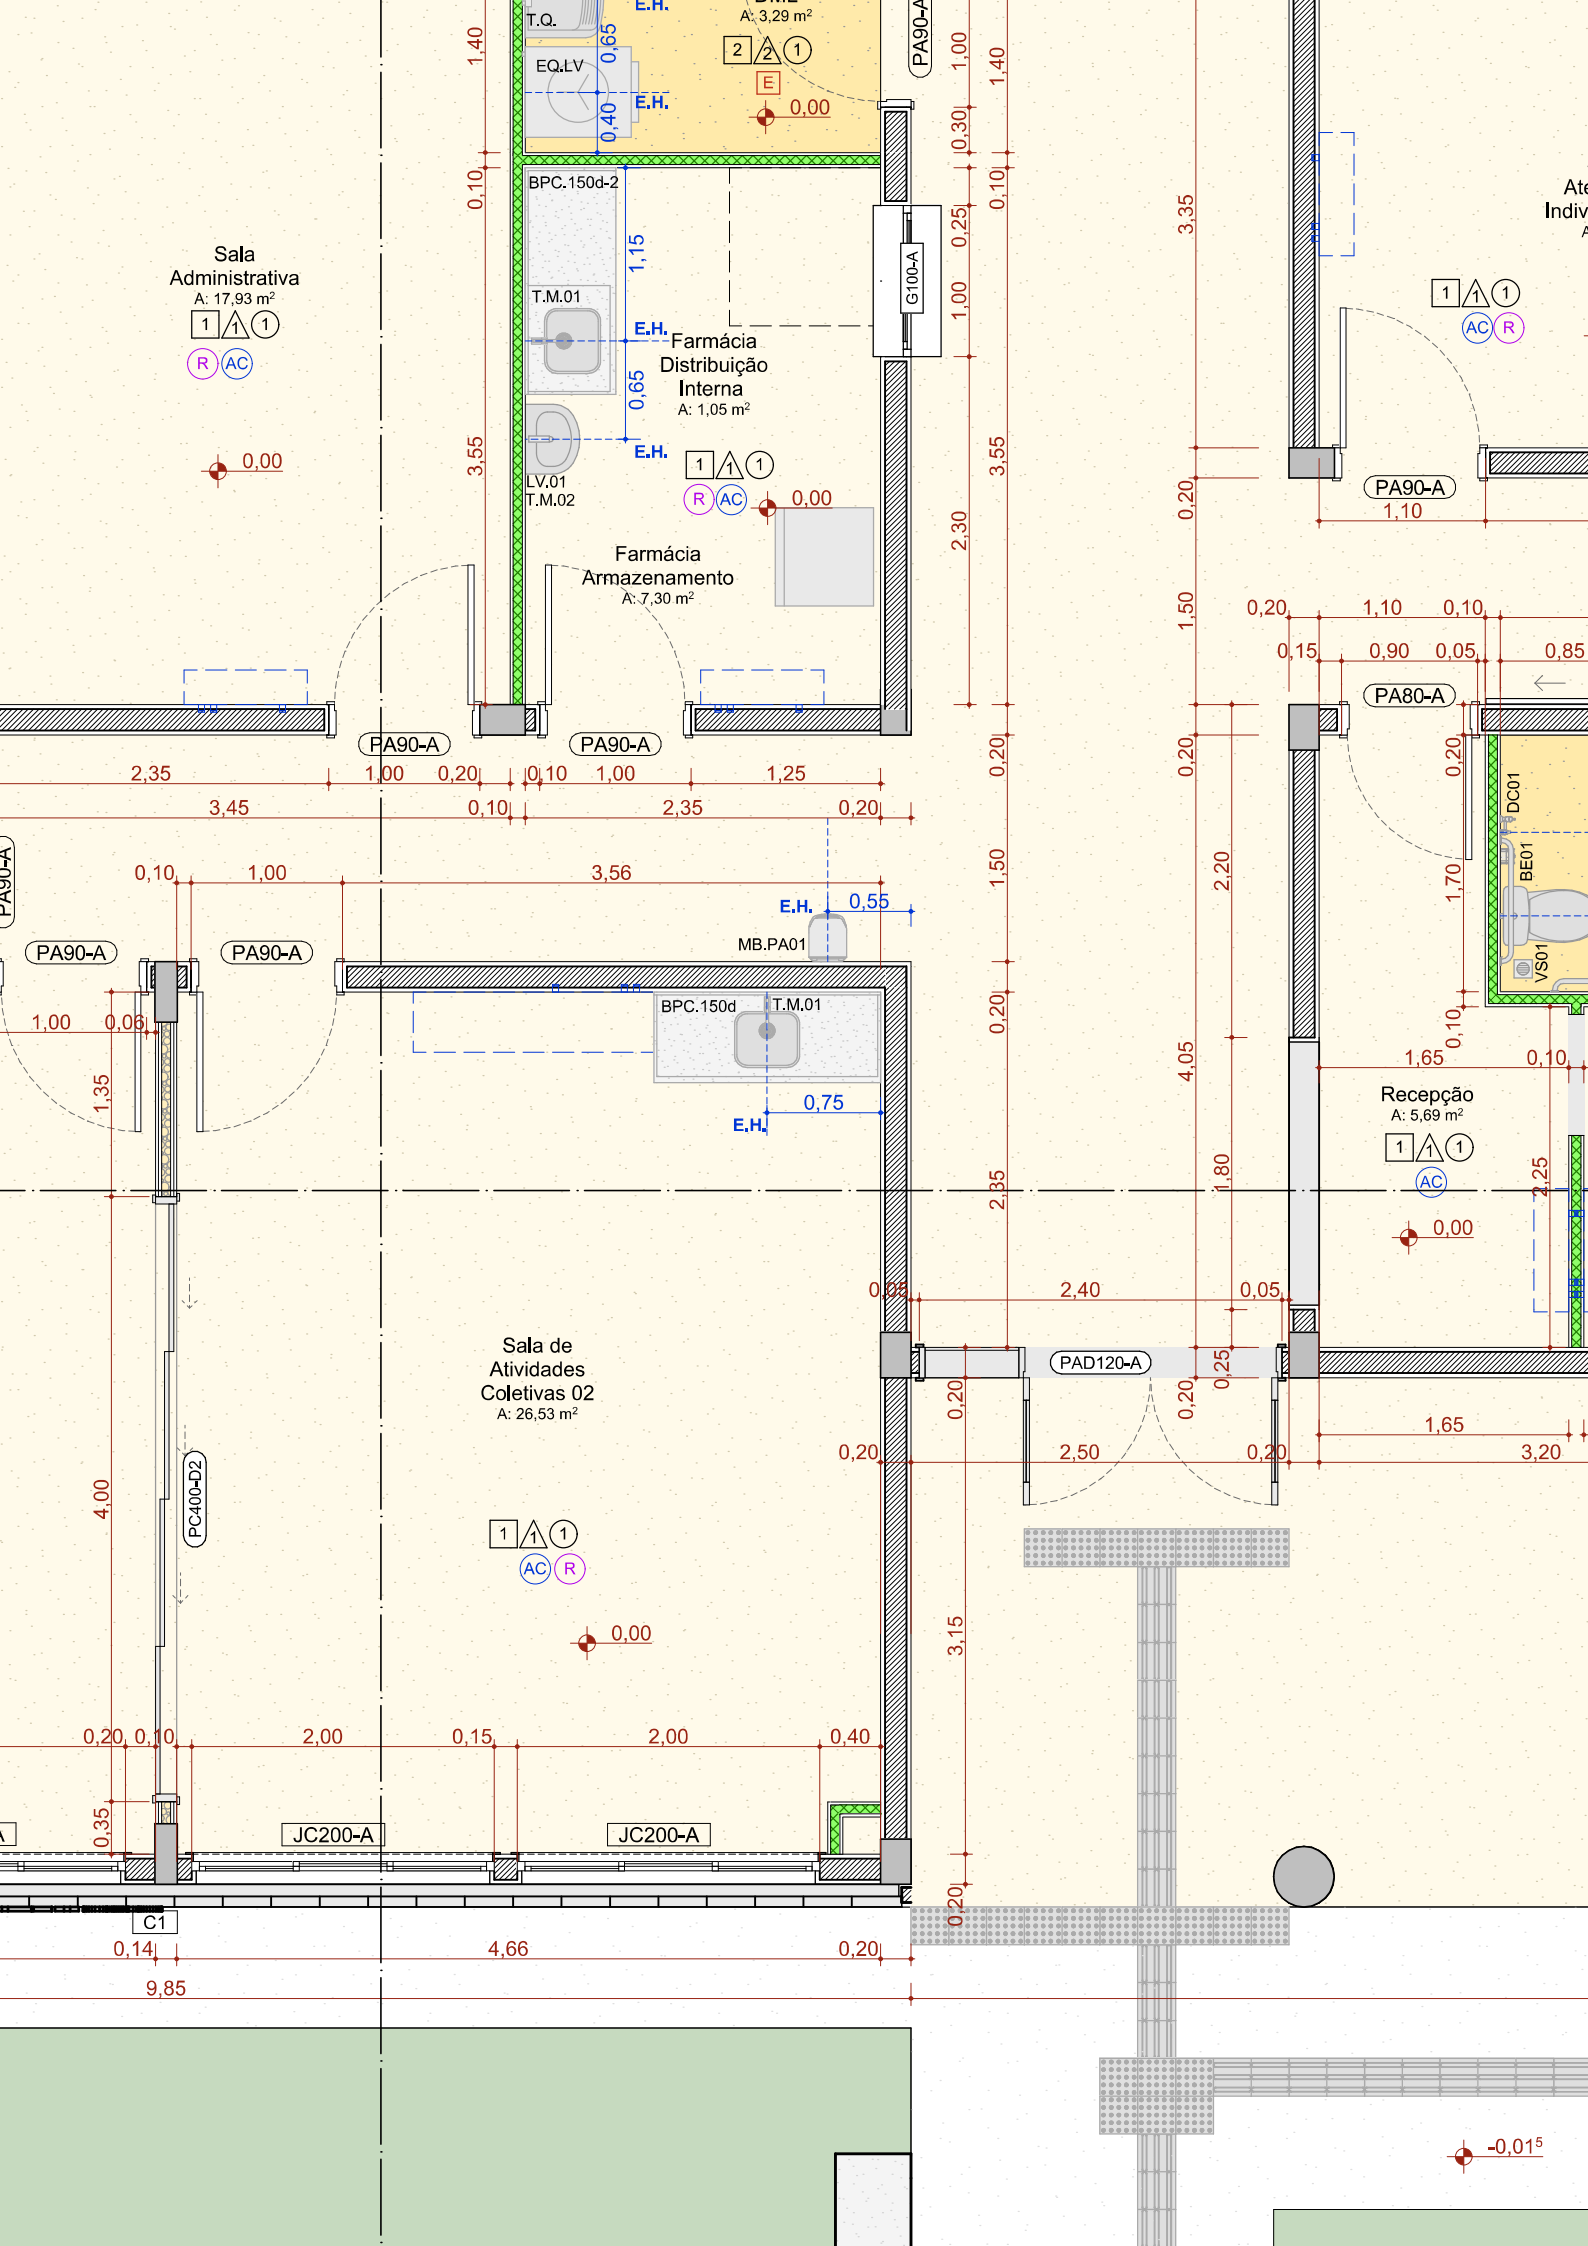 T.Q.
E.H.
A: 3,29 m²
PA90-A
1,40
0,65
1,00
1,40
EQ.LV
2
2
1
E
E.H.
0,00
0,40
0,30
0,10
BPC.150d-2
0,10
0,25
3,35
Sala
Administrativa
A: 17,93 m²
1
1
1
R
AC
0,00
1,15
T.M.01
E.H.
G100-A
1,00
Farmácia
Distribuição
Interna
A: 1,05 m²
0,65
3,55
E.H.
LV.01
T.M.02
1
1
1
R
AC
0,00
3,55
2,30
Farmácia
Armazenamento
A: 7,30 m²
1
1
1
AC
R
PA90-A
1,10
0,20
1,50
0,20
1,10
0,10
0,15
0,90
0,05
0,85
PA80-A
PA90-A
PA90-A
2,35
1,00
0,20
0,10
1,00
1,25
0,20
0,20
0,20
3,45
0,10
2,35
0,20
DC01
BE01
VS01
1,70
2,20
1,50
PA90-A
0,10
1,00
3,56
E.H.
0,55
PA90-A
PA90-A
MB.PA01
BPC.150d
T.M.01
0,20
0,10
1,00
0,06
1,35
4,05
1,65
0,10
0,75
E.H.
Recepção
A: 5,69 m²
1
1
1
AC
2,25
1,80
2,35
0,00
0,05
2,40
0,05
Sala de
Atividades
Coletivas 02
A: 26,53 m²
PAD120-A
0,25
0,20
0,20
1,65
0,20
2,50
0,20
3,20
4,00
PC400-D2
1
1
1
AC
R
0,00
3,15
0,20
0,10
2,00
0,15
2,00
0,40
0,35
JC200-A
JC200-A
0,20
C1
0,14
4,66
0,20
9,85
-0,01⁵